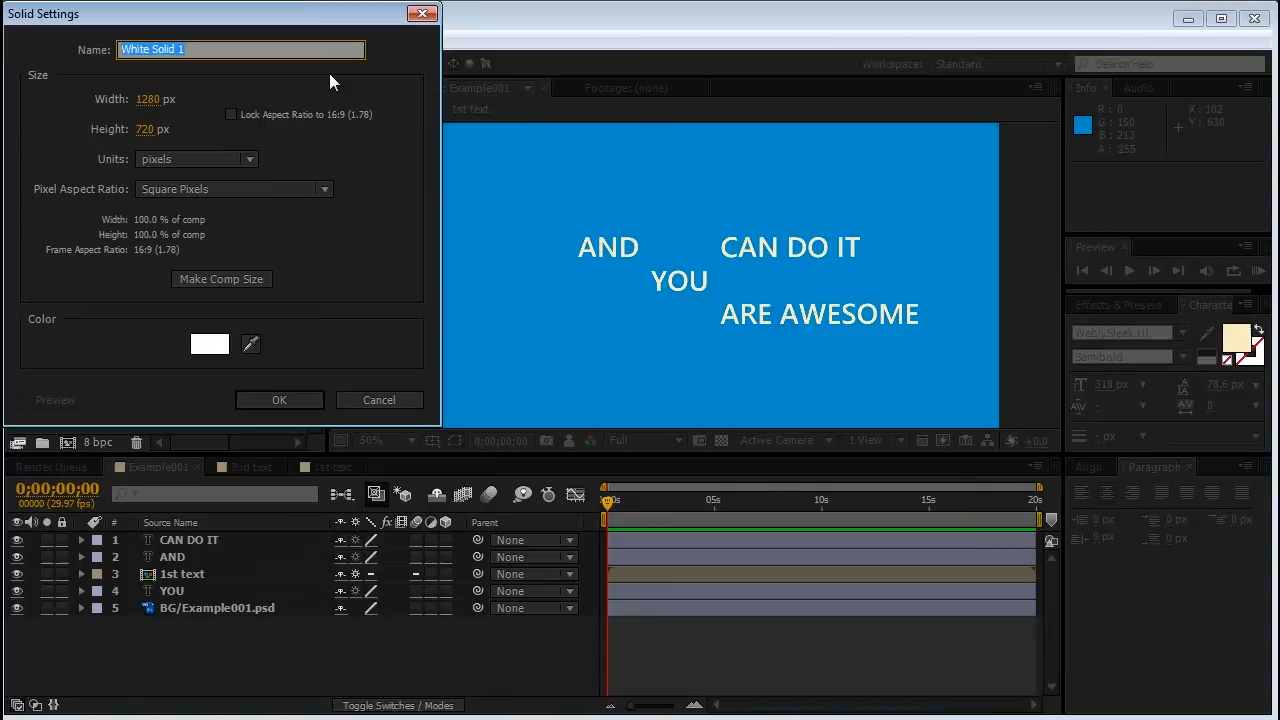 Solid Settings
Name: White Solid 1
Size
Width: 1280 px
Lock Aspect Ratio to 16:9 (1.78)
Height: 720 px
Units: pixels
Pixel Aspect Ratio: Square Pixels
Width: 100.0 % of comp
Height: 100.0 % of comp
Frame Aspect Ratio: 16:9 (1.78)
Make Comp Size
Color
Preview
OK
Cancel
Workspace: Standard
Search Help
Example001
Footage: (none)
1st text
AND CAN DO IT
YOU
ARE AWESOME
Info
Audio
R: 0
G: 150
B: 213
A: 255
X: 102
Y: 630
Preview
Effects & Presets
Characte
Semibold
318 px
78.6 px
-
0
- px
8 bpc
50%
0;00;00;00
Full
Active Camera
1 View
+0.0
Render Queue
Example001
2nd text
1st text
Align
Paragraph
0;00;00;00
00000 (29.97 fps)
05s
10s
15s
20s
0 px
0 px
0 px
0 px
0 px
# Source Name
Parent
1 CAN DO IT None
2 AND None
3 1st text None
4 YOU None
5 BG/Example001.psd None
Toggle Switches / Modes